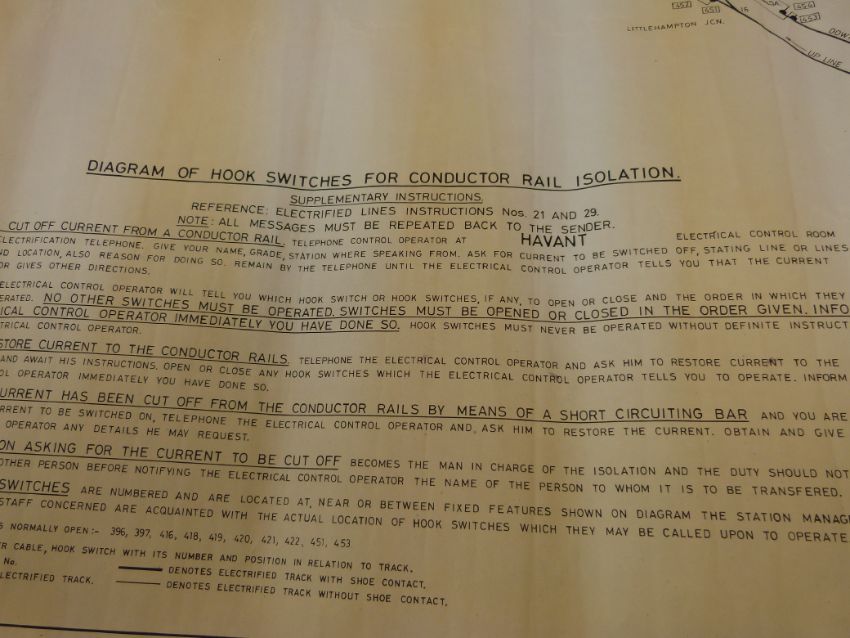 457 451 1A 454 453
LITTLEHAMPTON JCN.
DOWN
UP LINE
DIAGRAM OF HOOK SWITCHES FOR CONDUCTOR RAIL ISOLATION.
SUPPLEMENTARY INSTRUCTIONS.
REFERENCE: ELECTRIFIED LINES INSTRUCTIONS Nos. 21 AND 29.
NOTE: ALL MESSAGES MUST BE REPEATED BACK TO THE SENDER.
CUT OFF CURRENT FROM A CONDUCTOR RAIL. TELEPHONE CONTROL OPERATOR AT HAVANT ELECTRICAL CONTROL ROOM
ELECTRIFICATION TELEPHONE. GIVE YOUR NAME, GRADE, STATION WHERE SPEAKING FROM. ASK FOR CURRENT TO BE SWITCHED OFF, STATING LINE OR LINES
ND LOCATION, ALSO REASON FOR DOING SO. REMAIN BY THE TELEPHONE UNTIL THE ELECTRICAL CONTROL OPERATOR TELLS YOU THAT THE CURRENT
OR GIVES OTHER DIRECTIONS.
ELECTRICAL CONTROL OPERATOR WILL TELL YOU WHICH HOOK SWITCH OR HOOK SWITCHES, IF ANY, TO OPEN OR CLOSE AND THE ORDER IN WHICH THEY
ERATED. NO OTHER SWITCHES MUST BE OPERATED. SWITCHES MUST BE OPENED OR CLOSED IN THE ORDER GIVEN. INFO
ICAL CONTROL OPERATOR IMMEDIATELY YOU HAVE DONE SO. HOOK SWITCHES MUST NEVER BE OPERATED WITHOUT DEFINITE INSTRUCT
TRICAL CONTROL OPERATOR.
STORE CURRENT TO THE CONDUCTOR RAILS. TELEPHONE THE ELECTRICAL CONTROL OPERATOR AND ASK HIM TO RESTORE CURRENT TO THE
AND AWAIT HIS INSTRUCTIONS. OPEN OR CLOSE ANY HOOK SWITCHES WHICH THE ELECTRICAL CONTROL OPERATOR TELLS YOU TO OPERATE. INFORM
OL OPERATOR IMMEDIATELY YOU HAVE DONE SO.
CURRENT HAS BEEN CUT OFF FROM THE CONDUCTOR RAILS BY MEANS OF A SHORT CIRCUITING BAR AND YOU ARE
RRENT TO BE SWITCHED ON, TELEPHONE THE ELECTRICAL CONTROL OPERATOR AND, ASK HIM TO RESTORE THE CURRENT. OBTAIN AND GIVE
OPERATOR ANY DETAILS HE MAY REQUEST.
ON ASKING FOR THE CURRENT TO BE CUT OFF BECOMES THE MAN IN CHARGE OF THE ISOLATION AND THE DUTY SHOULD NOT
OTHER PERSON BEFORE NOTIFYING THE ELECTRICAL CONTROL OPERATOR THE NAME OF THE PERSON TO WHOM IT IS TO BE TRANSFERED.
SWITCHES ARE NUMBERED AND ARE LOCATED AT, NEAR OR BETWEEN FIXED FEATURES SHOWN ON DIAGRAM THE STATION MANAG
STAFF CONCERNED ARE ACQUAINTED WITH THE ACTUAL LOCATION OF HOOK SWITCHES WHICH THEY MAY BE CALLED UPON TO OPERATE
S NORMALLY OPEN:- 396, 397, 416, 418, 419, 420, 421, 422, 451, 453
ER CABLE, HOOK SWITCH WITH ITS NUMBER AND POSITION IN RELATION TO TRACK.
No. DENOTES ELECTRIFIED TRACK WITH SHOE CONTACT.
LECTRIFIED TRACK. DENOTES ELECTRIFIED TRACK WITHOUT SHOE CONTACT.